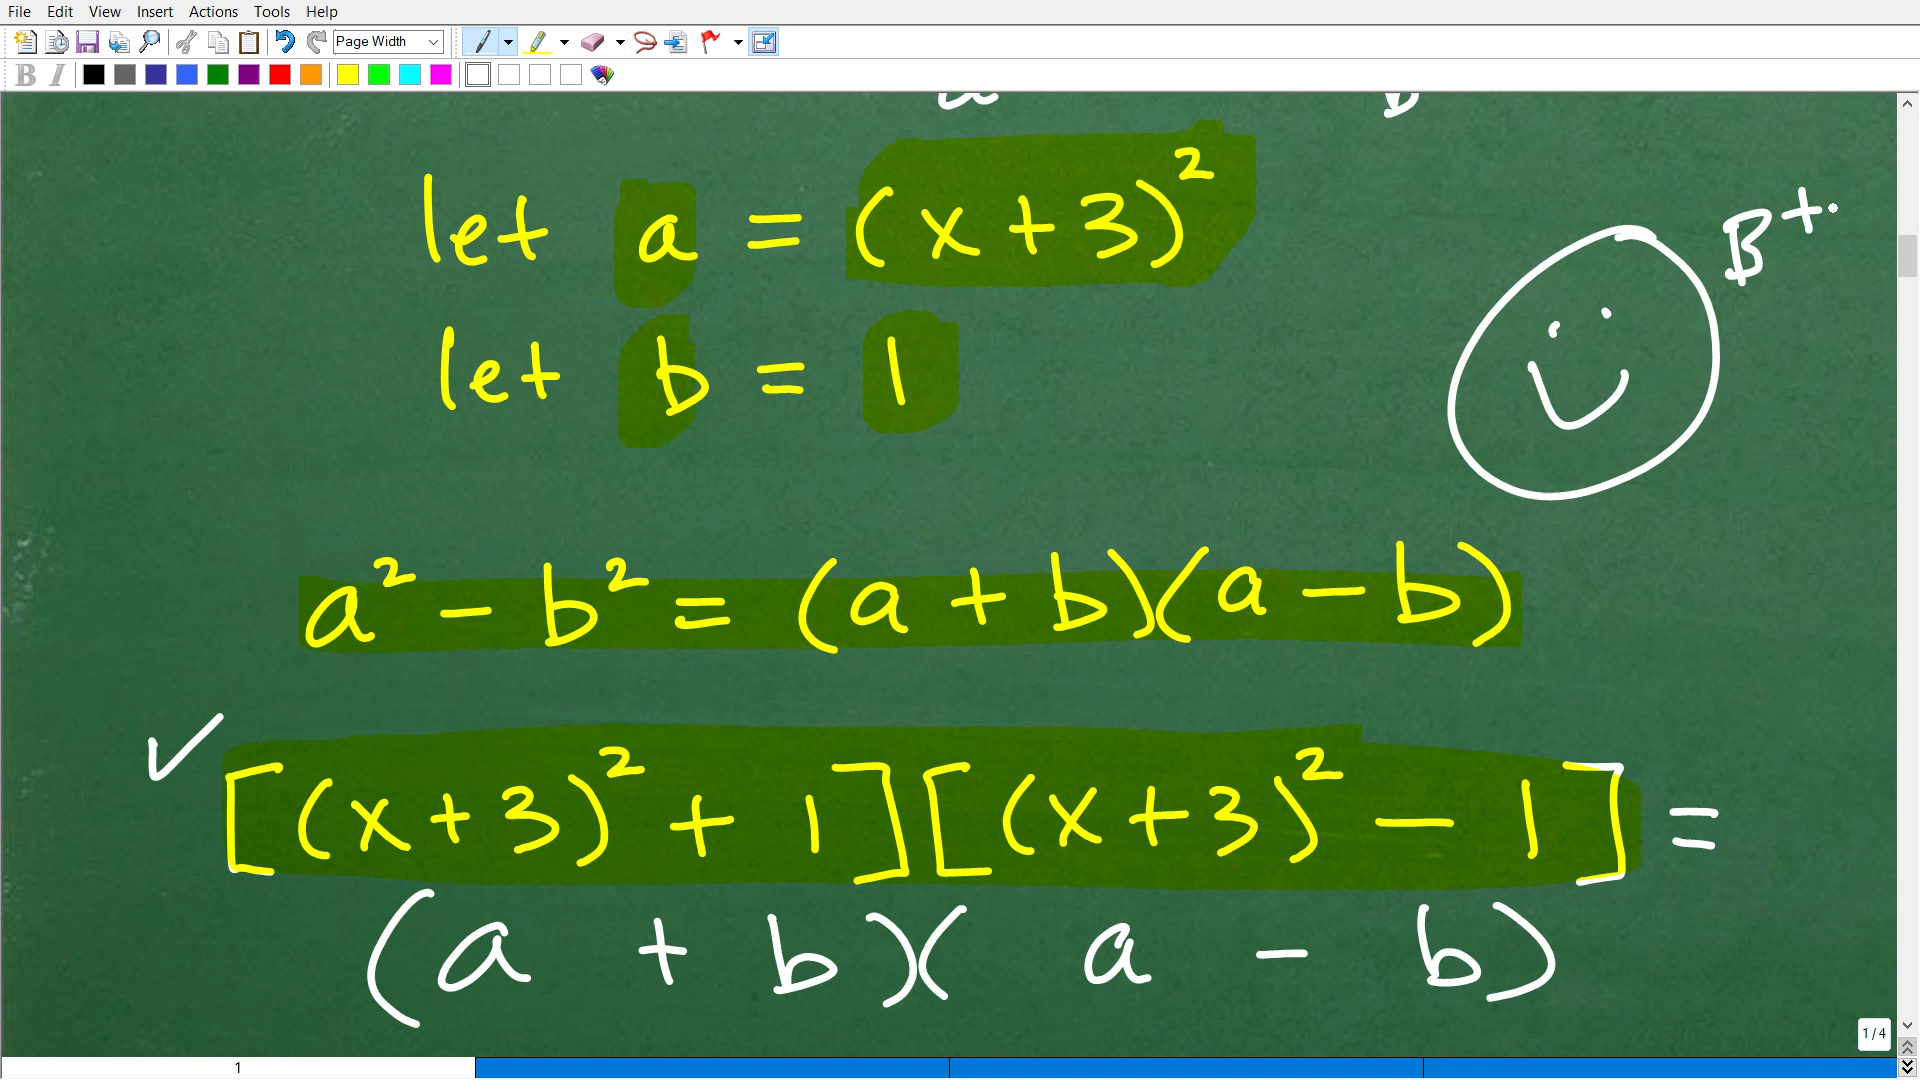 File Edit View Insert Actions Tools Help
Page Width
B I
let a = (x+3)²
B+
let b = 1
a² - b² = (a + b)(a - b)
✓ [(x+3)² + 1][(x+3)² - 1] =
(a + b)(a - b)
1 / 4
1